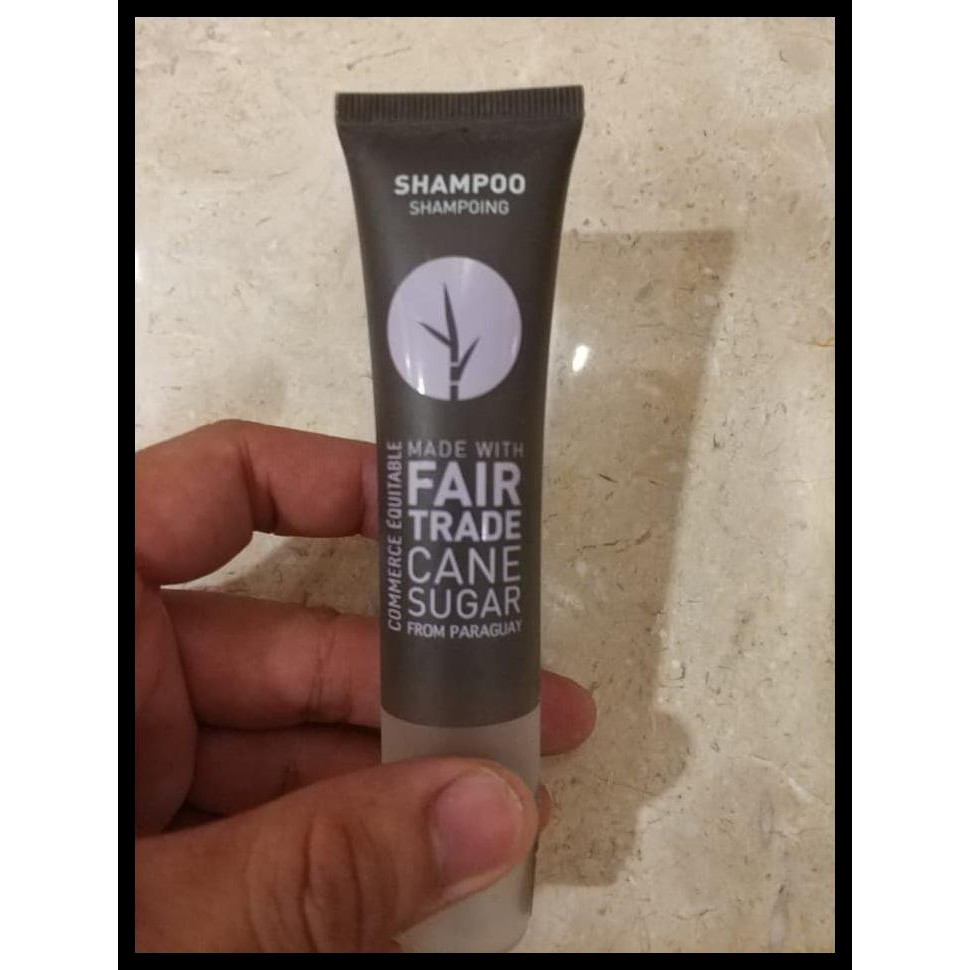 SHAMPOO
SHAMPOING
COMMERCE ÉQUITABLE
MADE WITH
FAIR
TRADE
CANE
SUGAR
FROM PARAGUAY